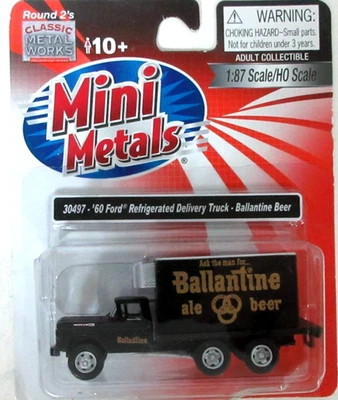 Round 2's
CLASSIC
METAL
WORKS
10+
WARNING:
CHOKING HAZARD-Small parts.
Not for children under 3 years.
ADULT COLLECTIBLE
1:87 Scale/HO Scale
Mini
Metals®
30497 - '60 Ford® Refrigerated Delivery Truck - Ballantine Beer
Ask the man for...
Ballantine
ale beer
Ballantine